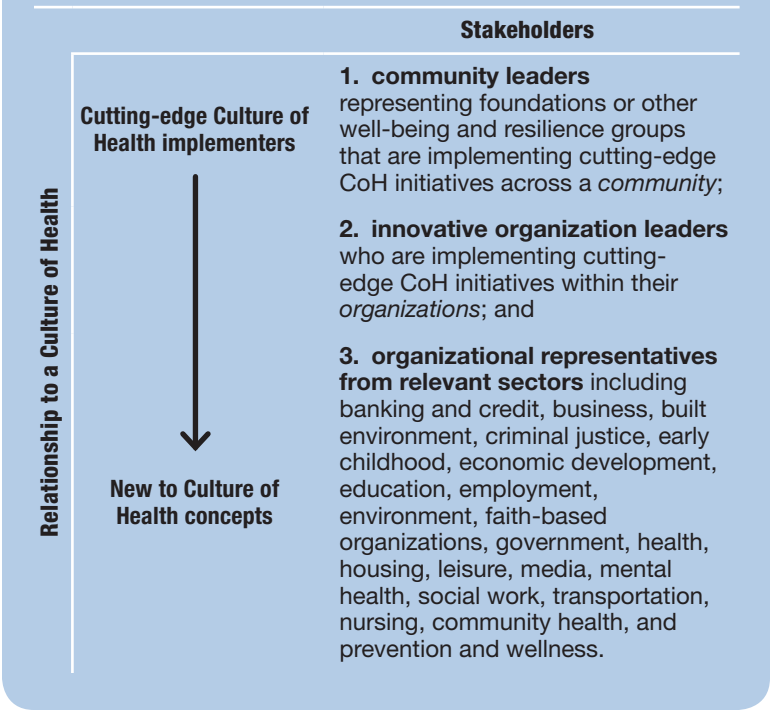 Stakeholders
Relationship to a Culture of Health
Cutting-edge Culture of
Health implementers
New to Culture of
Health concepts
1. community leaders
representing foundations or other
well-being and resilience groups
that are implementing cutting-edge
CoH initiatives across a community;
2. innovative organization leaders
who are implementing cutting-
edge CoH initiatives within their
organizations; and
3. organizational representatives
from relevant sectors including
banking and credit, business, built
environment, criminal justice, early
childhood, economic development,
education, employment,
environment, faith-based
organizations, government, health,
housing, leisure, media, mental
health, social work, transportation,
nursing, community health, and
prevention and wellness.